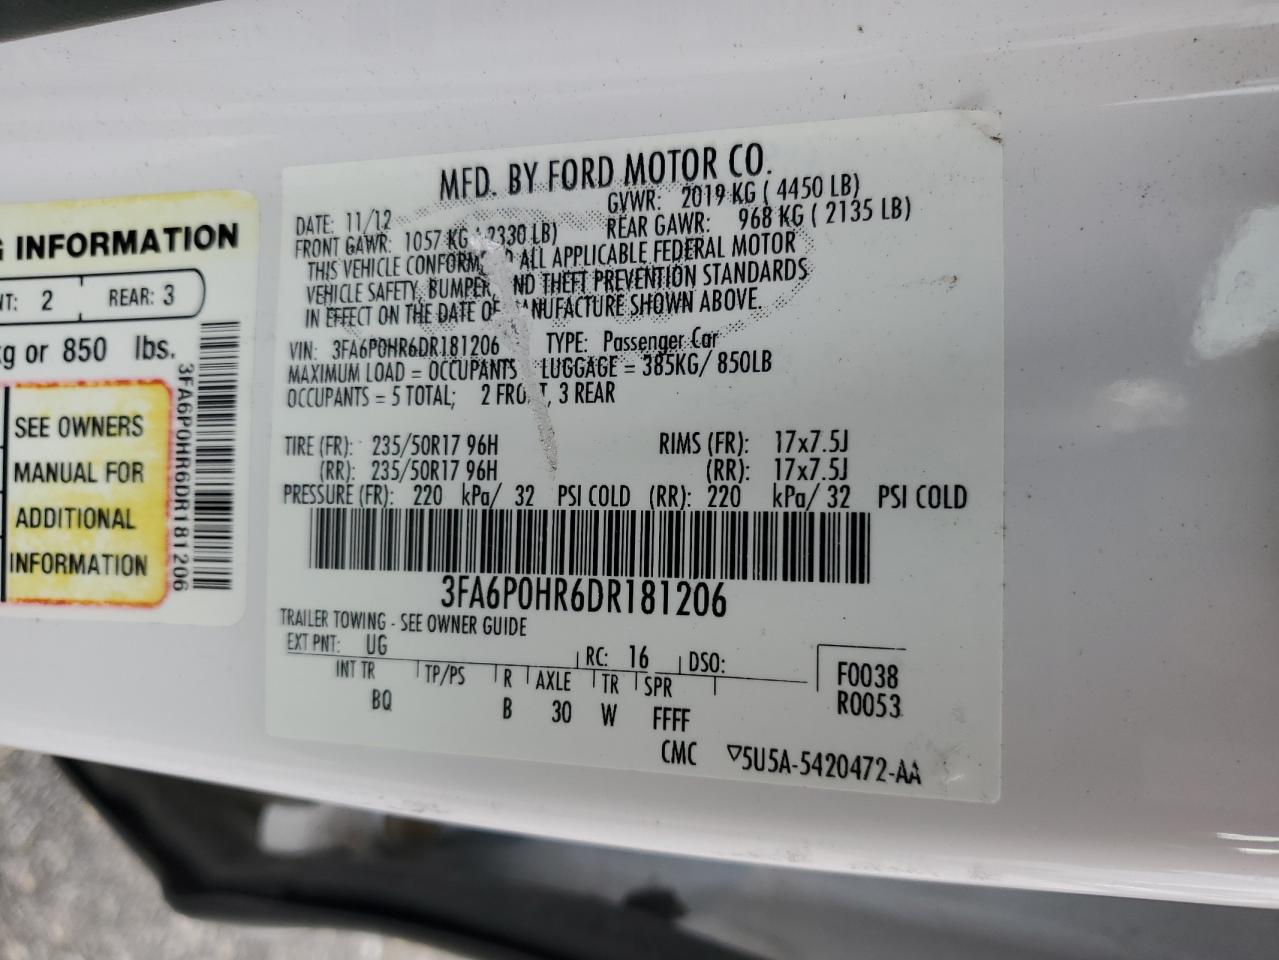 G INFORMATION
NT: 2 REAR: 3
kg or 850 lbs.
SEE OWNERS
MANUAL FOR
ADDITIONAL
INFORMATION
3FA6P0HR6DR181206
MFD. BY FORD MOTOR CO.
DATE: 11/12 GVWR: 2019 KG ( 4450 LB)
FRONT GAWR: 1057 KG ( 2330 LB) REAR GAWR: 968 KG ( 2135 LB)
THIS VEHICLE CONFORM ALL APPLICABLE FEDERAL MOTOR
VEHICLE SAFETY, BUMPER, ND THEFT PREVENTION STANDARDS
IN EFFECT ON THE DATE OF MANUFACTURE SHOWN ABOVE.
VIN: 3FA6P0HR6DR181206 TYPE: Passenger Car
MAXIMUM LOAD = OCCUPANTS LUGGAGE = 385KG/ 850LB
OCCUPANTS = 5 TOTAL; 2 FRONT, 3 REAR
TIRE (FR): 235/50R17 96H RIMS (FR): 17x7.5J
(RR): 235/50R17 96H (RR): 17x7.5J
PRESSURE (FR): 220 kPa/ 32 PSI COLD (RR): 220 kPa/ 32 PSI COLD
3FA6P0HR6DR181206
TRAILER TOWING - SEE OWNER GUIDE
EXT PNT: UG RC: 16 DSO:
INT TR TP/PS R AXLE TR SPR
BQ B 30 W FFFF
F0038
R0053
CMC ▽5U5A-5420472-AA